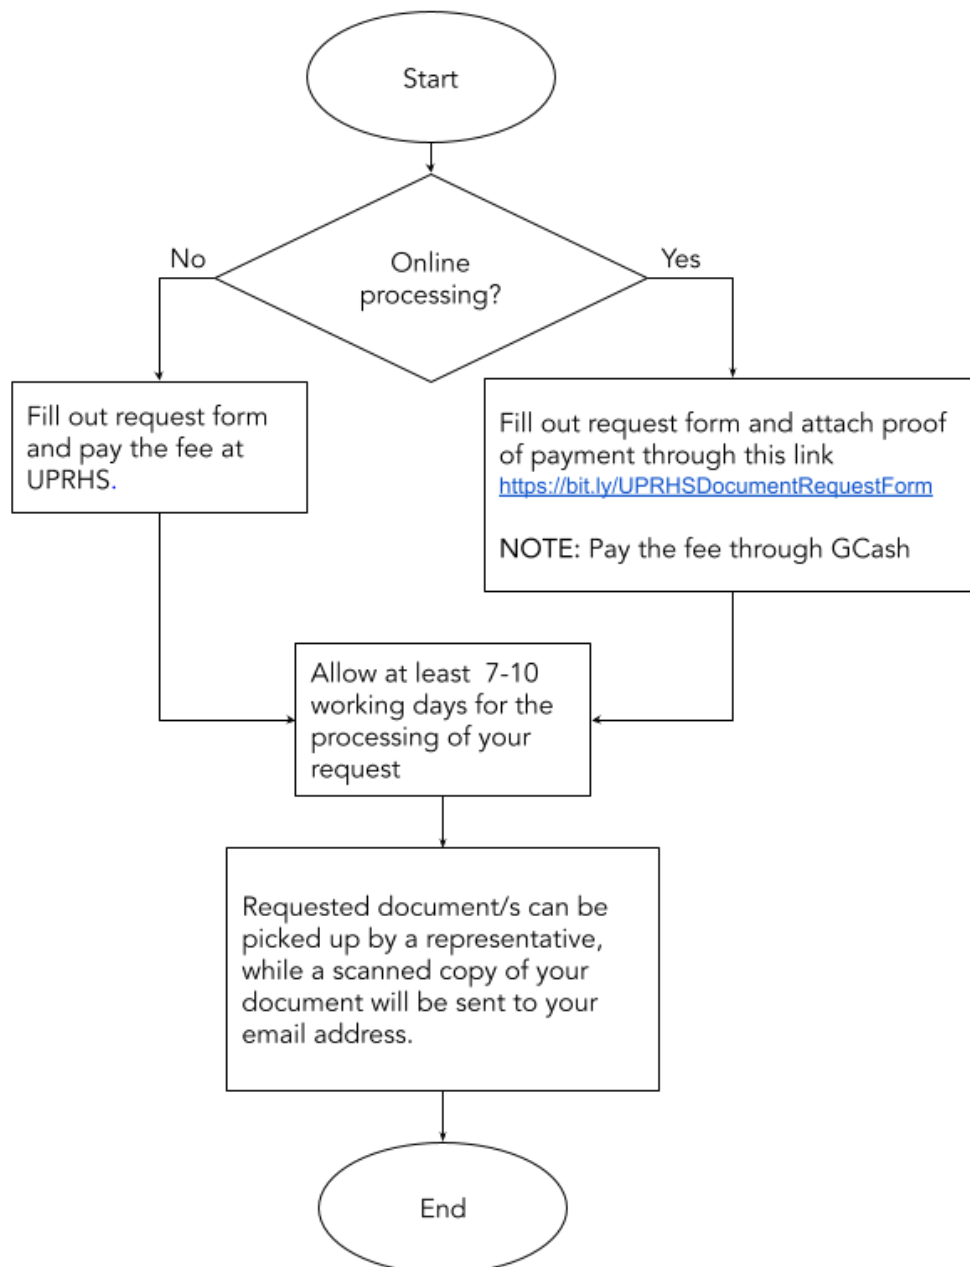 Start
Online
processing?
No
Yes
Fill out request form
and pay the fee at
UPRHS.
Fill out request form and attach proof
of payment through this link
https://bit.ly/UPRHSDocumentRequestForm
NOTE: Pay the fee through GCash
Allow at least 7-10
working days for the
processing of your
request
Requested document/s can be
picked up by a representative,
while a scanned copy of your
document will be sent to your
email address.
End